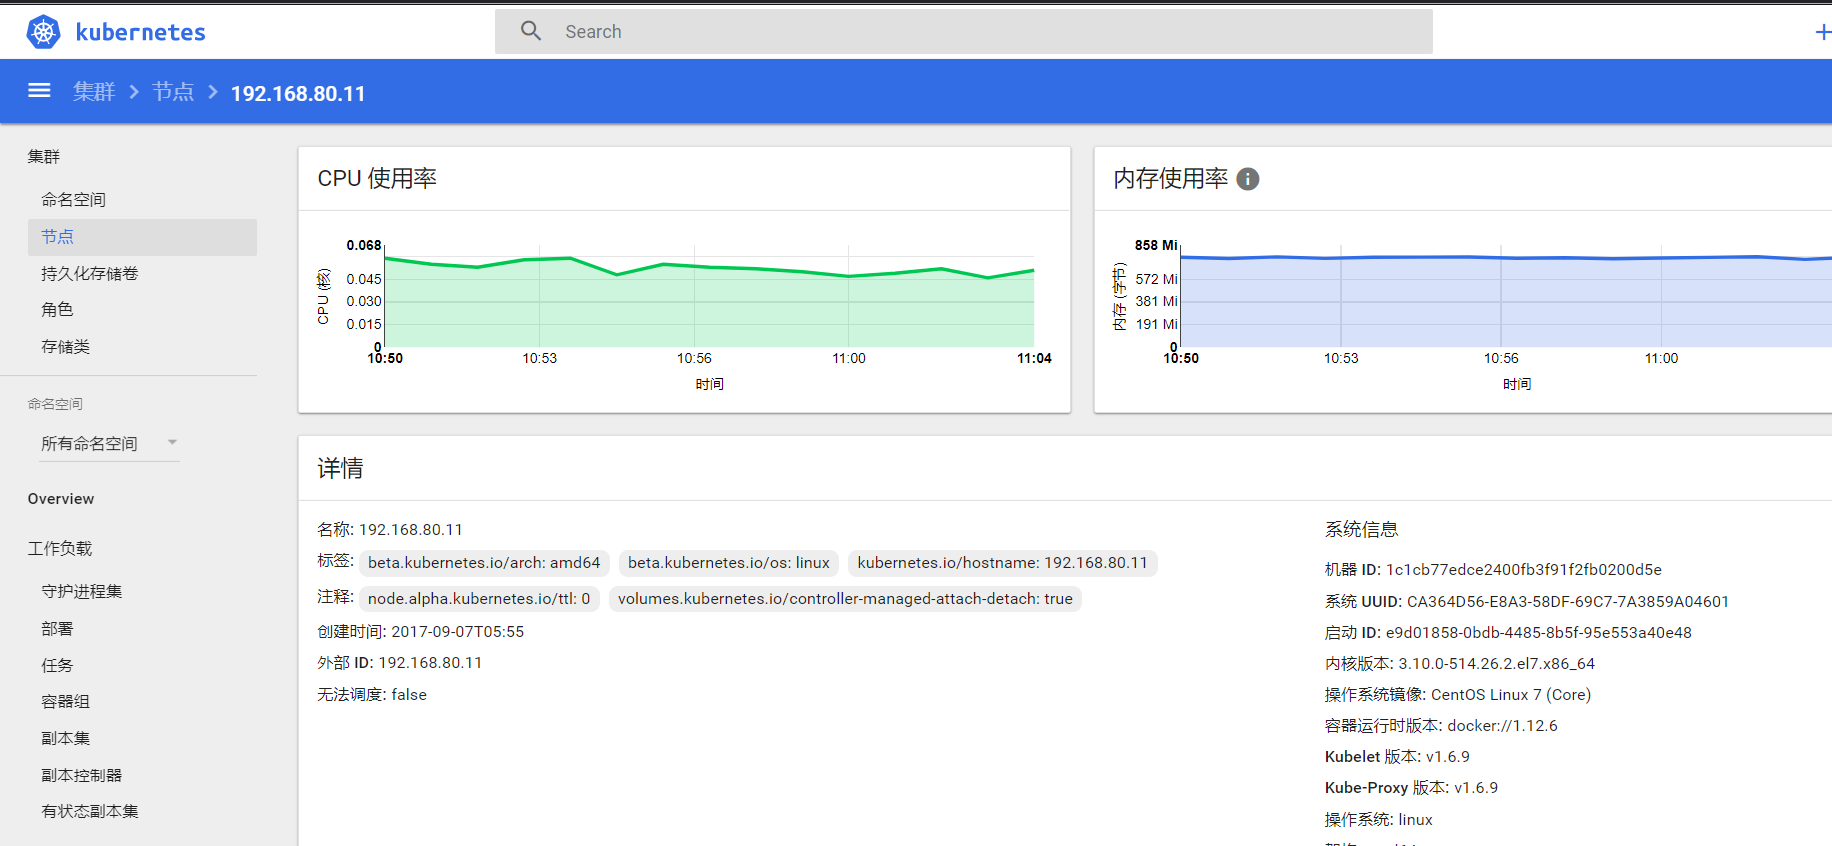 kubernetes
Search
+
集群 > 节点 > 192.168.80.11
集群
命名空间
节点
持久化存储卷
角色
存储类
命名空间
所有命名空间
Overview
工作负载
守护进程集
部署
任务
容器组
副本集
副本控制器
有状态副本集
CPU 使用率
CPU (核)
0.068
0.045
0.030
0.015
0
10:50 10:53 10:56 11:00 11:04
时间
内存使用率
内存 (字节)
858 Mi
572 Mi
381 Mi
191 Mi
0
10:50 10:53 10:56 11:00
时间
详情
名称: 192.168.80.11
标签: beta.kubernetes.io/arch: amd64 beta.kubernetes.io/os: linux kubernetes.io/hostname: 192.168.80.11
注释: node.alpha.kubernetes.io/ttl: 0 volumes.kubernetes.io/controller-managed-attach-detach: true
创建时间: 2017-09-07T05:55
外部 ID: 192.168.80.11
无法调度: false
系统信息
机器 ID: 1c1cb77edce2400fb3f91f2fb0200d5e
系统 UUID: CA364D56-E8A3-58DF-69C7-7A3859A04601
启动 ID: e9d01858-0bdb-4485-8b5f-95e553a40e48
内核版本: 3.10.0-514.26.2.el7.x86_64
操作系统镜像: CentOS Linux 7 (Core)
容器运行时版本: docker://1.12.6
Kubelet 版本: v1.6.9
Kube-Proxy 版本: v1.6.9
操作系统: linux